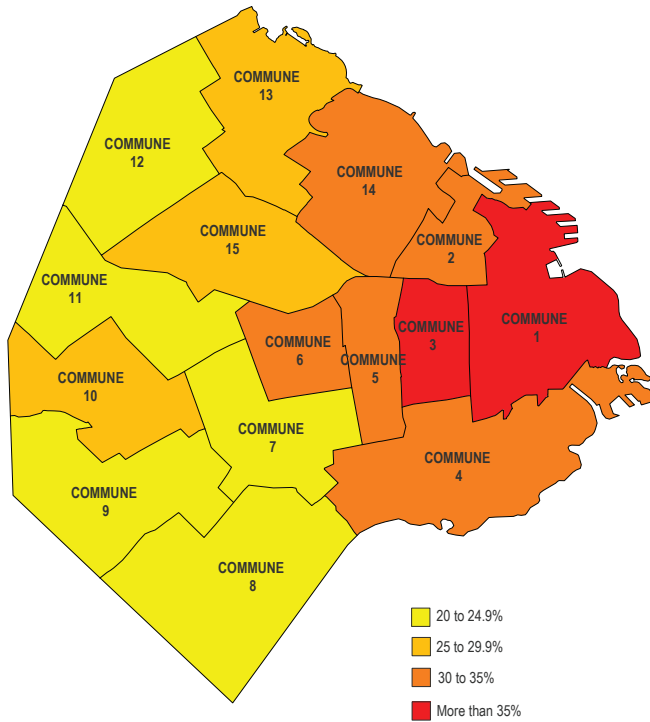 COMMUNE
13
COMMUNE
12
COMMUNE
14
COMMUNE
15
COMMUNE
2
COMMUNE
11
COMMUNE
1
COMMUNE
3
COMMUNE
6
COMMUNE
5
COMMUNE
10
COMMUNE
7
COMMUNE
4
COMMUNE
9
COMMUNE
8
20 to 24.9%
25 to 29.9%
30 to 35%
More than 35%